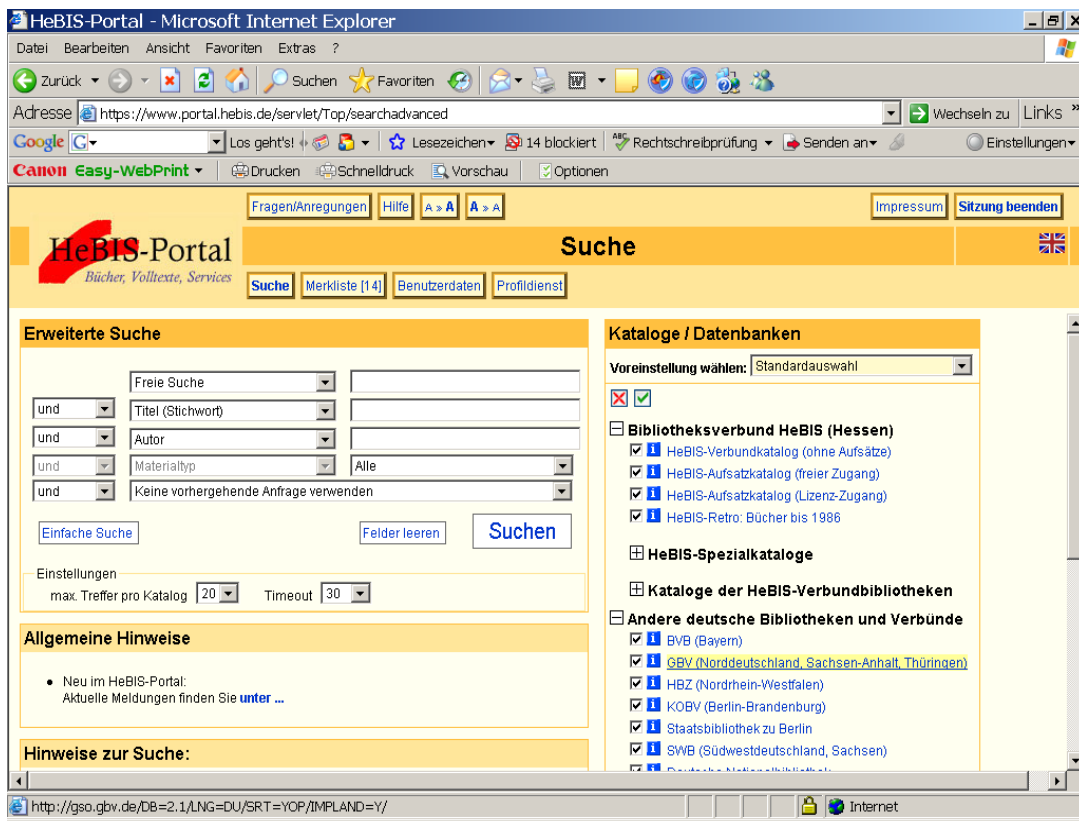 HeBIS-Portal - Microsoft Internet Explorer
Datei Bearbeiten Ansicht Favoriten Extras ?
Zurück Suchen Favoriten
Adresse https://www.portal.hebis.de/servlet/Top/searchadvanced Wechseln zu Links »
Google G Los geht's! Lesezeichen 14 blockiert ABC Rechtschreibprüfung Senden an Einstellungen
Canon Easy-WebPrint Drucken Schnelldruck Vorschau Optionen
Fragen/Anregungen Hilfe A » A A » A Impressum Sitzung beenden
HeBIS-Portal
Bücher, Volltexte, Services
Suche
Suche Merkliste [14] Benutzerdaten Profildienst
Erweiterte Suche
Freie Suche
und Titel (Stichwort)
und Autor
und Materialtyp Alle
und Keine vorhergehende Anfrage verwenden
Einfache Suche Felder leeren Suchen
Einstellungen
max. Treffer pro Katalog 20 Timeout 30
Allgemeine Hinweise
• Neu im HeBIS-Portal:
Aktuelle Meldungen finden Sie unter ...
Hinweise zur Suche:
Kataloge / Datenbanken
Voreinstellung wählen: Standardauswahl
Bibliotheksverbund HeBIS (Hessen)
HeBIS-Verbundkatalog (ohne Aufsätze)
HeBIS-Aufsatzkatalog (freier Zugang)
HeBIS-Aufsatzkatalog (Lizenz-Zugang)
HeBIS-Retro: Bücher bis 1986
HeBIS-Spezialkataloge
Kataloge der HeBIS-Verbundbibliotheken
Andere deutsche Bibliotheken und Verbünde
BVB (Bayern)
GBV (Norddeutschland, Sachsen-Anhalt, Thüringen)
HBZ (Nordrhein-Westfalen)
KOBV (Berlin-Brandenburg)
Staatsbibliothek zu Berlin
SWB (Südwestdeutschland, Sachsen)
Deutsche Nationalbibliothek
http://gso.gbv.de/DB=2.1/LNG=DU/SRT=YOP/IMPLAND=Y/ Internet